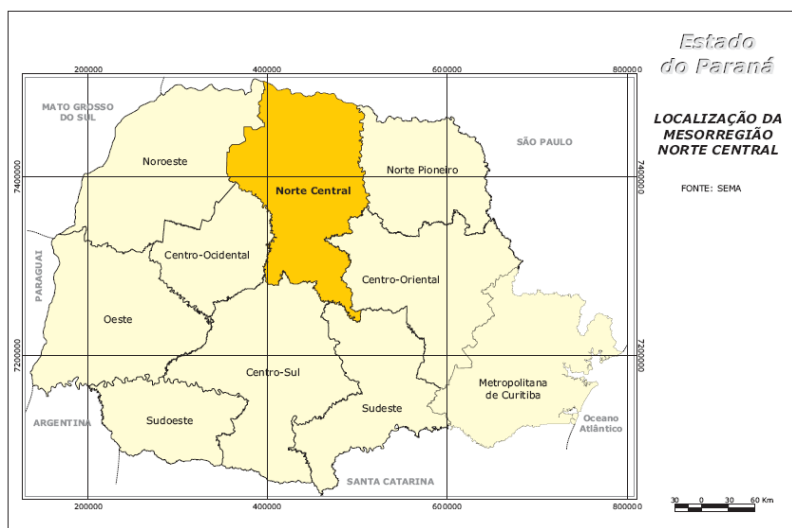 Estado
do Paraná
LOCALIZAÇÃO DA
MESORREGIÃO
NORTE CENTRAL
FONTE: SEMA
200000
400000
600000
800000
MATO GROSSO
DO SUL
SÃO PAULO
7400000
7400000
Noroeste
Norte Pioneiro
Norte Central
Centro-Ocidental
Centro-Oriental
PARAGUAI
Oeste
7200000
7200000
Centro-Sul
Metropolitana
de Curitiba
Sudoeste
Sudeste
ARGENTINA
Oceano
Atlântico
SANTA CATARINA
200000
400000
600000
800000
30 0 30 60 Km